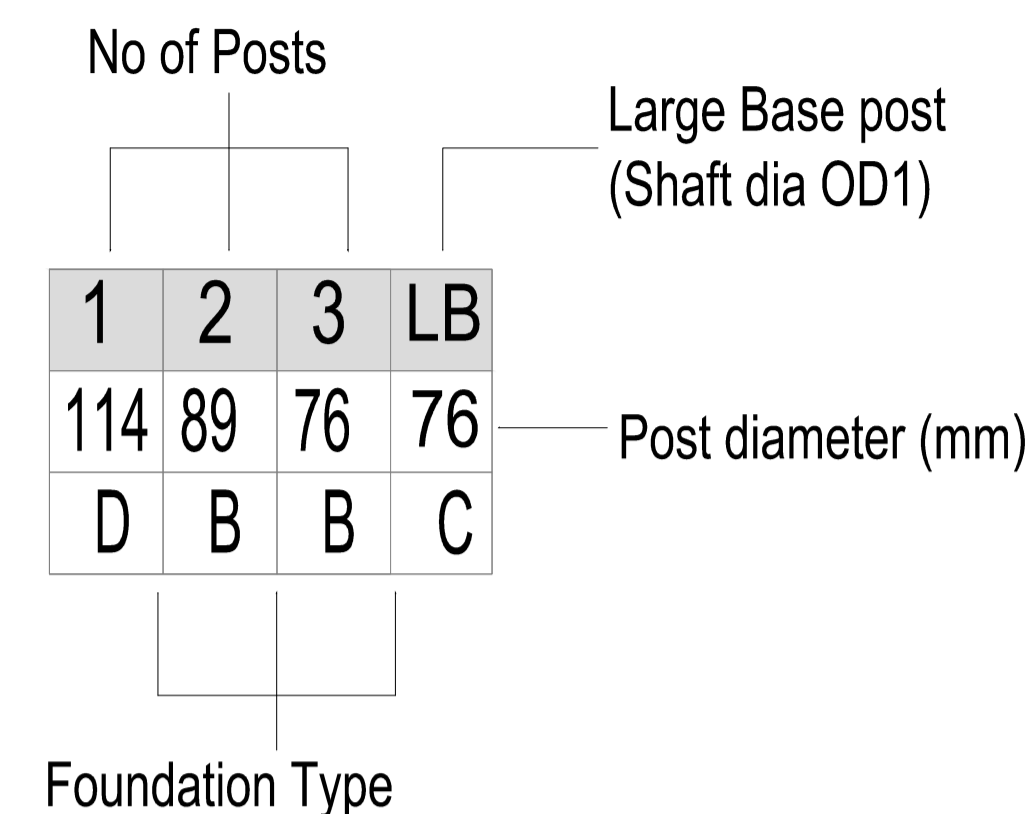 No of Posts
Large Base post
(Shaft dia OD1)
1 2 3 LB
114 89 76 76
Post diameter (mm)
D B B C
Foundation Type